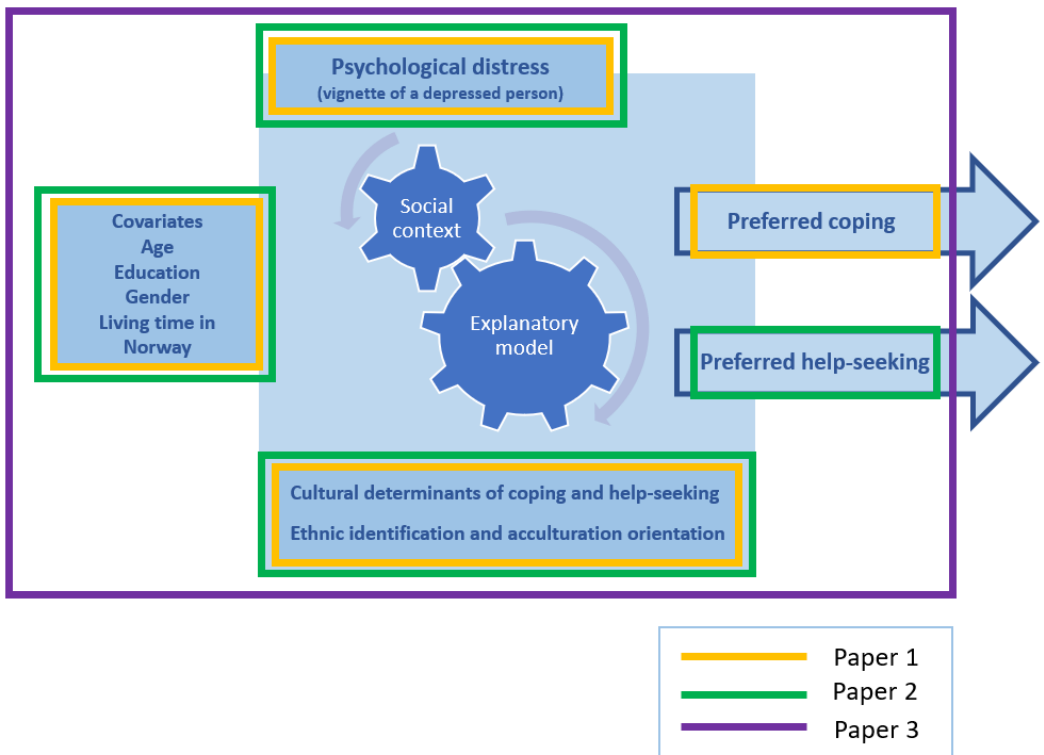 Psychological distress
(vignette of a depressed person)
Social
context
Explanatory
model
Covariates
Age
Education
Gender
Living time in
Norway
Preferred coping
Preferred help-seeking
Cultural determinants of coping and help-seeking
Ethnic identification and acculturation orientation
Paper 1
Paper 2
Paper 3